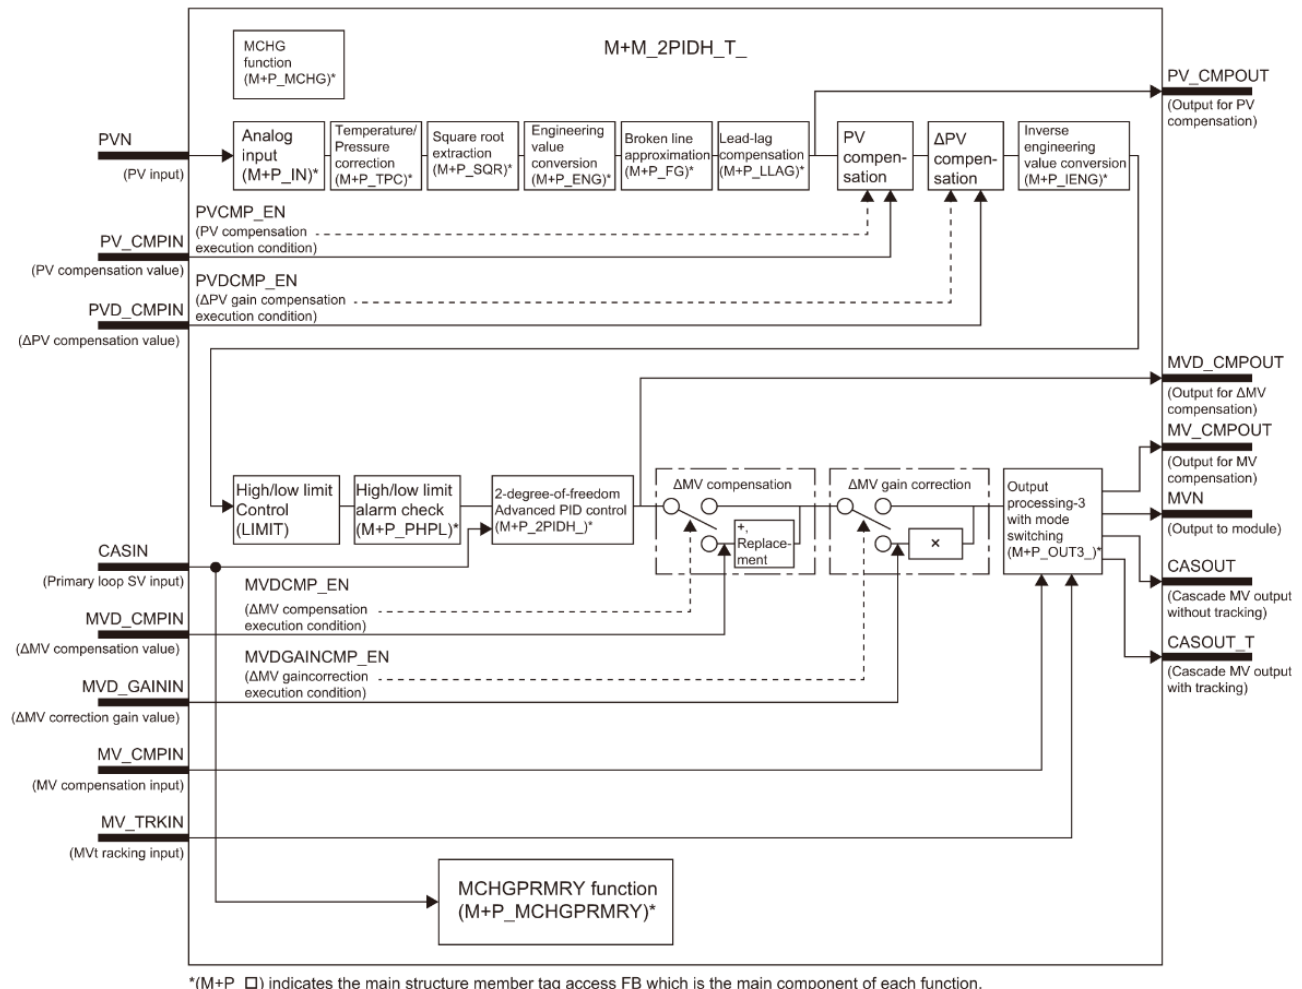 MCHG
function
(M+P_MCHG)*
M+M_2PIDH_T_
PV_CMPOUT
(Output for PV
compensation)
PVN
(PV input)
Analog
input
(M+P_IN)*
Temperature/
Pressure
correction
(M+P_TPC)*
Square root
extraction
(M+P_SQR)*
Engineering
value
conversion
(M+P_ENG)*
Broken line
approximation
(M+P_FG)*
Lead-lag
compensation
(M+P_LLAG)*
PV
compen-
sation
ΔPV
compen-
sation
Inverse
engineering
value conversion
(M+P_IENG)*
PVCMP_EN
(PV compensation
execution condition)
PV_CMPIN
(PV compensation value)
PVDCMP_EN
(ΔPV gain compensation
execution condition)
PVD_CMPIN
(ΔPV compensation value)
MVD_CMPOUT
(Output for ΔMV
compensation)
MV_CMPOUT
(Output for MV
compensation)
MVN
(Output to module)
CASOUT
(Cascade MV output
without tracking)
CASOUT_T
(Cascade MV output
with tracking)
High/low limit
Control
(LIMIT)
High/low limit
alarm check
(M+P_PHPL)*
2-degree-of-freedom
Advanced PID control
(M+P_2PIDH_)*
ΔMV compensation
+,
Replace-
ment
ΔMV gain correction
×
Output
processing-3
with mode
switching
(M+P_OUT3_)*
CASIN
(Primary loop SV input)
MVDCMP_EN
(ΔMV compensation
execution condition)
MVD_CMPIN
(ΔMV compensation value)
MVDGAINCMP_EN
(ΔMV gaincorrection
execution condition)
MVD_GAININ
(ΔMV correction gain value)
MV_CMPIN
(MV compensation input)
MV_TRKIN
(MVt racking input)
MCHGPRMRY function
(M+P_MCHGPRMRY)*
*(M+P_□) indicates the main structure member tag access FB which is the main component of each function.